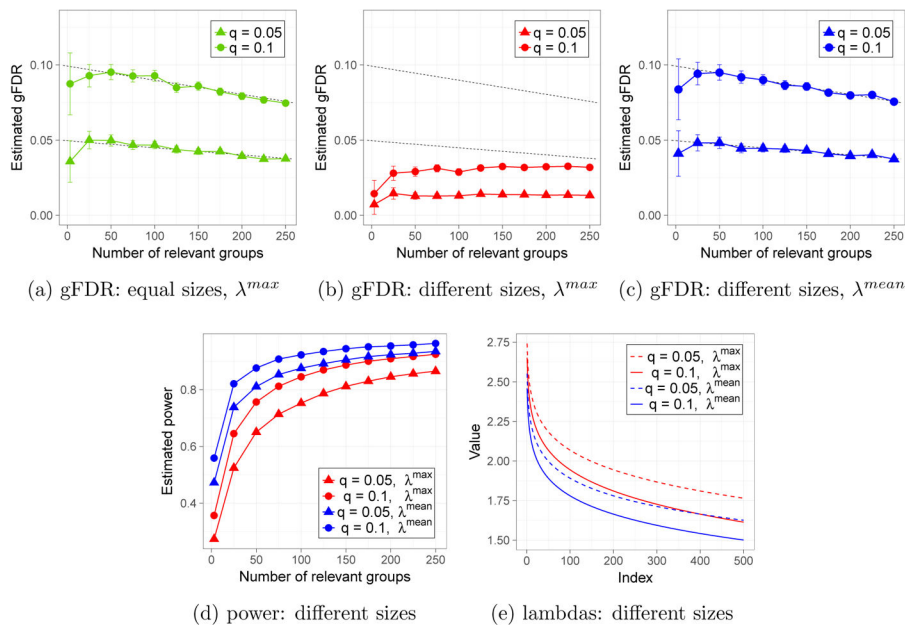 q = 0.05
q = 0.1
Estimated gFDR
0.10
0.05
0.00
0 50 100 150 200 250
Number of relevant groups
(a) gFDR: equal sizes, λ^max
q = 0.05
q = 0.1
Estimated gFDR
0.10
0.05
0.00
0 50 100 150 200 250
Number of relevant groups
(b) gFDR: different sizes, λ^max
q = 0.05
q = 0.1
Estimated gFDR
0.10
0.05
0.00
0 50 100 150 200 250
Number of relevant groups
(c) gFDR: different sizes, λ^mean
Estimated power
0.8
0.6
0.4
q = 0.05, λ^max
q = 0.1, λ^max
q = 0.05, λ^mean
q = 0.1, λ^mean
0 50 100 150 200 250
Number of relevant groups
(d) power: different sizes
Value
2.75
2.50
2.25
2.00
1.75
1.50
q = 0.05, λ^max
q = 0.1, λ^max
q = 0.05, λ^mean
q = 0.1, λ^mean
0 100 200 300 400 500
Index
(e) lambdas: different sizes